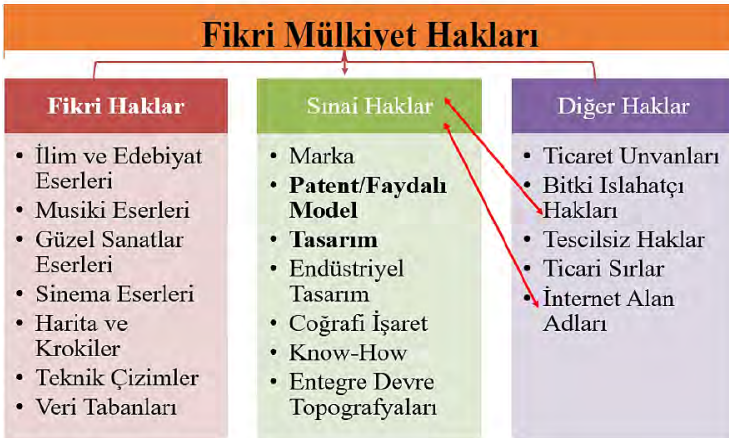 Fikri Mülkiyet Hakları
Fikri Haklar
• İlim ve Edebiyat
Eserleri
• Musiki Eserleri
• Güzel Sanatlar
Eserleri
• Sinema Eserleri
• Harita ve
Krokiler
• Teknik Çizimler
• Veri Tabanları
Sınai Haklar
• Marka
• Patent/Faydalı
Model
• Tasarım
• Endüstriyel
Tasarım
• Coğrafi İşaret
• Know-How
• Entegre Devre
Topografyaları
Diğer Haklar
• Ticaret Unvanları
• Bitki Islahatçı
Hakları
• Tescilsiz Haklar
• Ticari Sırlar
• İnternet Alan
Adları